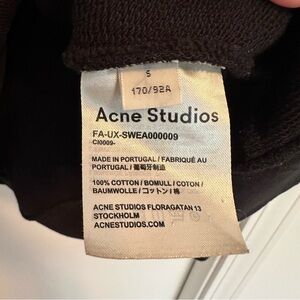 S
170/92A
Acne Studios
FA-UX-SWEA000009
CI0009-
MADE IN PORTUGAL / FABRIQUÉ AU
PORTUGAL / 葡萄牙制造
100% COTTON / BOMULL / COTON /
BAUMWOLLE / コットン / 棉
ACNE STUDIOS FLORAGATAN 13
STOCKHOLM
ACNESTUDIOS.COM